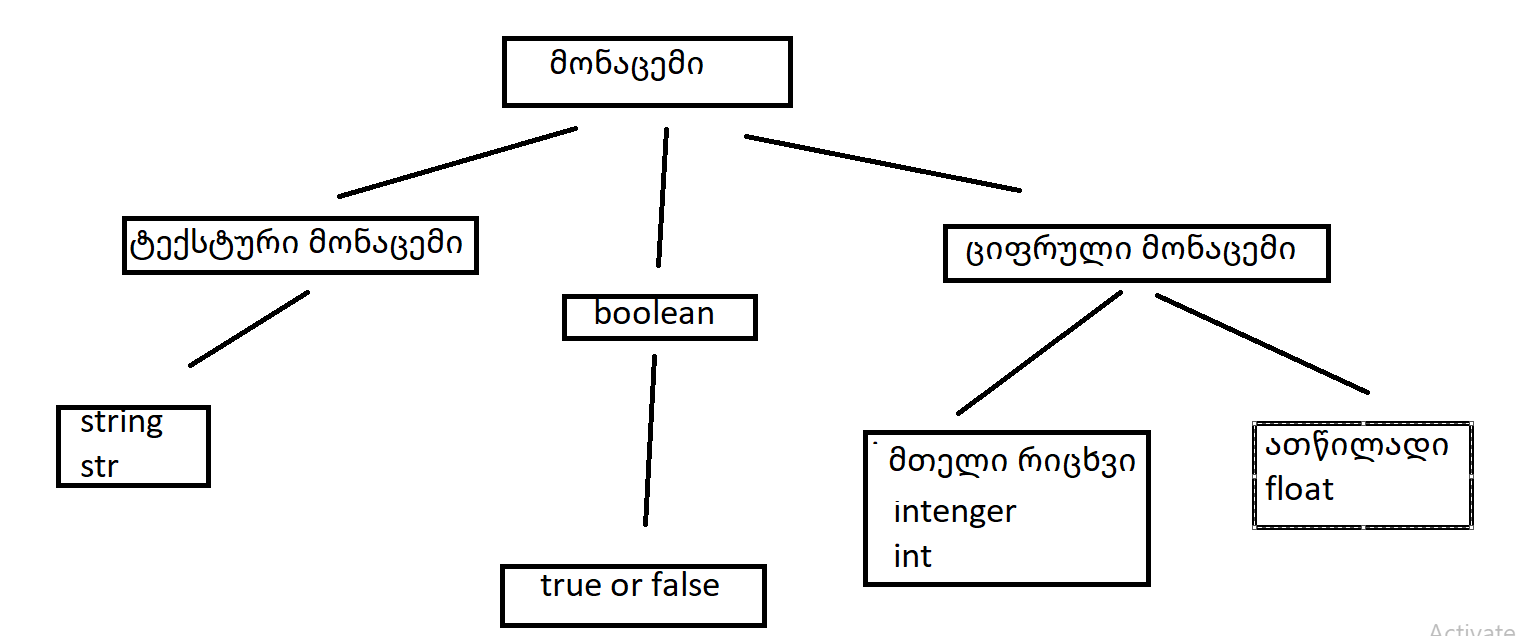 მონაცემი
ტექსტური მონაცემი
ციფრული მონაცემი
boolean
string
str
მთელი რიცხვი
intenger
int
ათწილადი
float
true or false
Activate